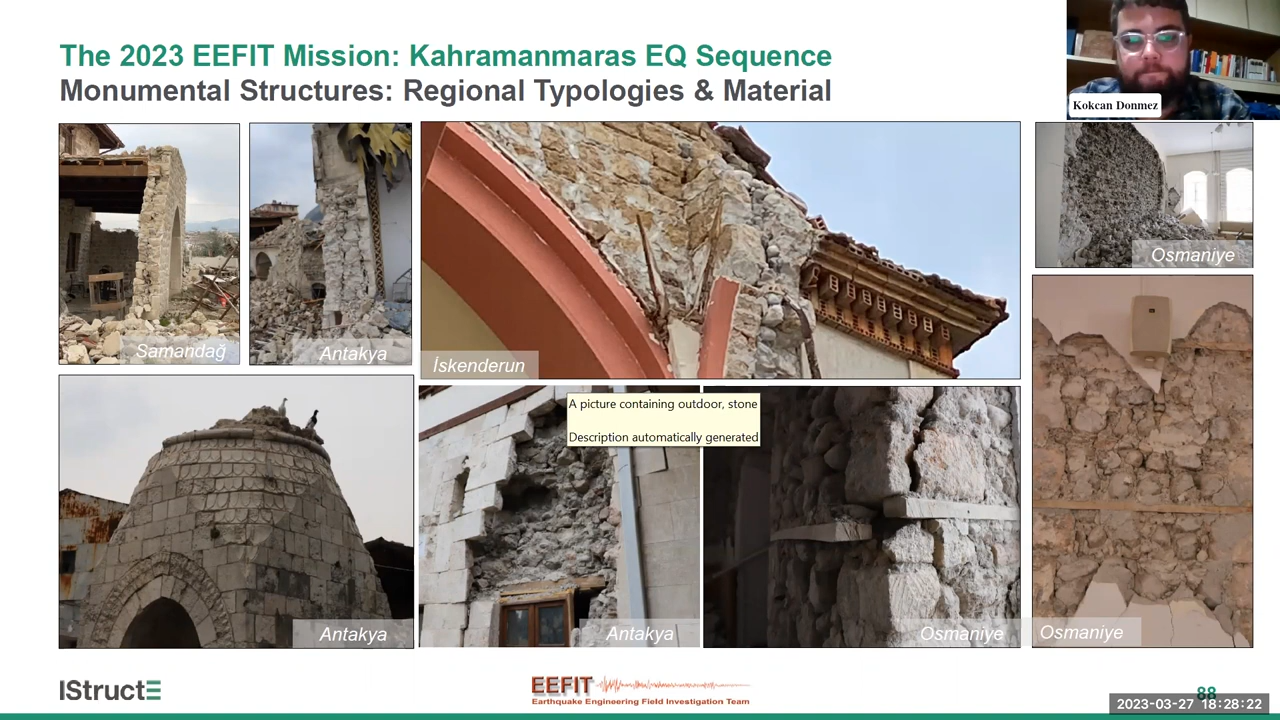 The 2023 EEFIT Mission: Kahramanmaras EQ Sequence
Monumental Structures: Regional Typologies & Material
Kokcan Donmez
Samandağ
Antakya
İskenderun
Osmaniye
A picture containing outdoor, stone
Description automatically generated
Antakya
Antakya
Osmaniye
Osmaniye
IStructE
EEFIT
Earthquake Engineering Field Investigation Team
88
2023-03-27 18:28:22